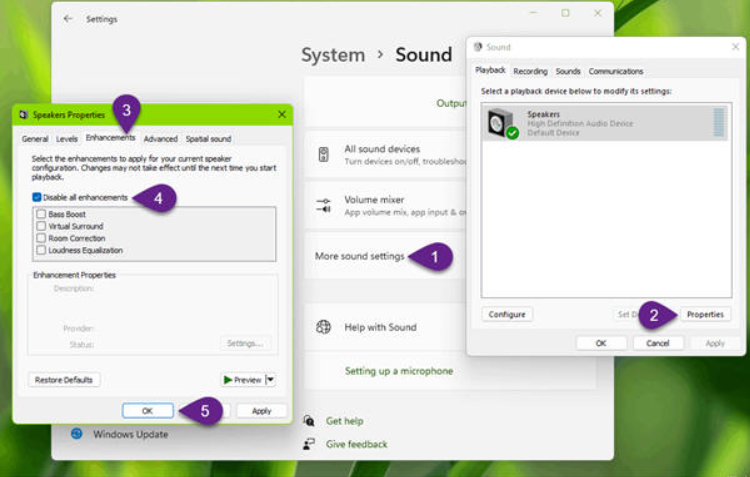 Settings
System > Sound
Outpu
All sound devices
Turn devices on/off, troublesho
Volume mixer
App volume mix, app input & o
More sound settings
1
Help with Sound
Setting up a microphone
Get help
Give feedback
Windows Update
Speakers Properties
3
General Levels Enhancements Advanced Spatial sound
Select the enhancements to apply for your current speaker
configuration. Changes may not take effect until the next time you start
playback.
Disable all enhancements
4
Bass Boost
Virtual Surround
Room Correction
Loudness Equalization
Enhancement Properties
Description:
Provider:
Status:
Settings...
Restore Defaults
Preview
OK
5
Apply
Sound
Playback Recording Sounds Communications
Select a playback device below to modify its settings:
Speakers
High Definition Audio Device
Default Device
Configure
Set D
2
Properties
OK
Cancel
Apply